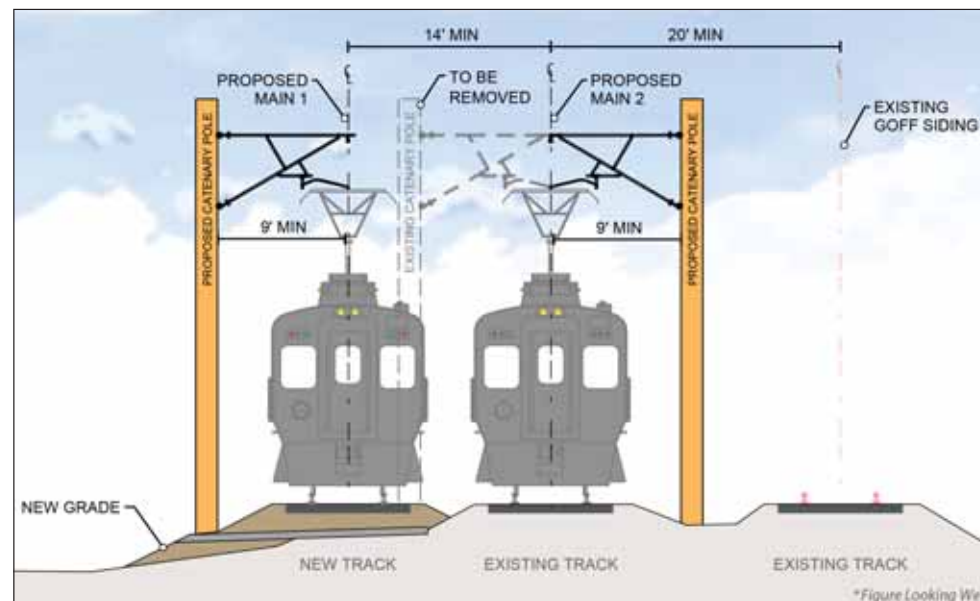 14' MIN
20' MIN
PROPOSED
MAIN 1
TO BE
REMOVED
PROPOSED
MAIN 2
EXISTING
GOFF SIDING
PROPOSED CATENARY POLE
EXISTING CATENARY POLE
PROPOSED CATENARY POLE
9' MIN
9' MIN
NEW GRADE
NEW TRACK
EXISTING TRACK
EXISTING TRACK
*Figure Looking We